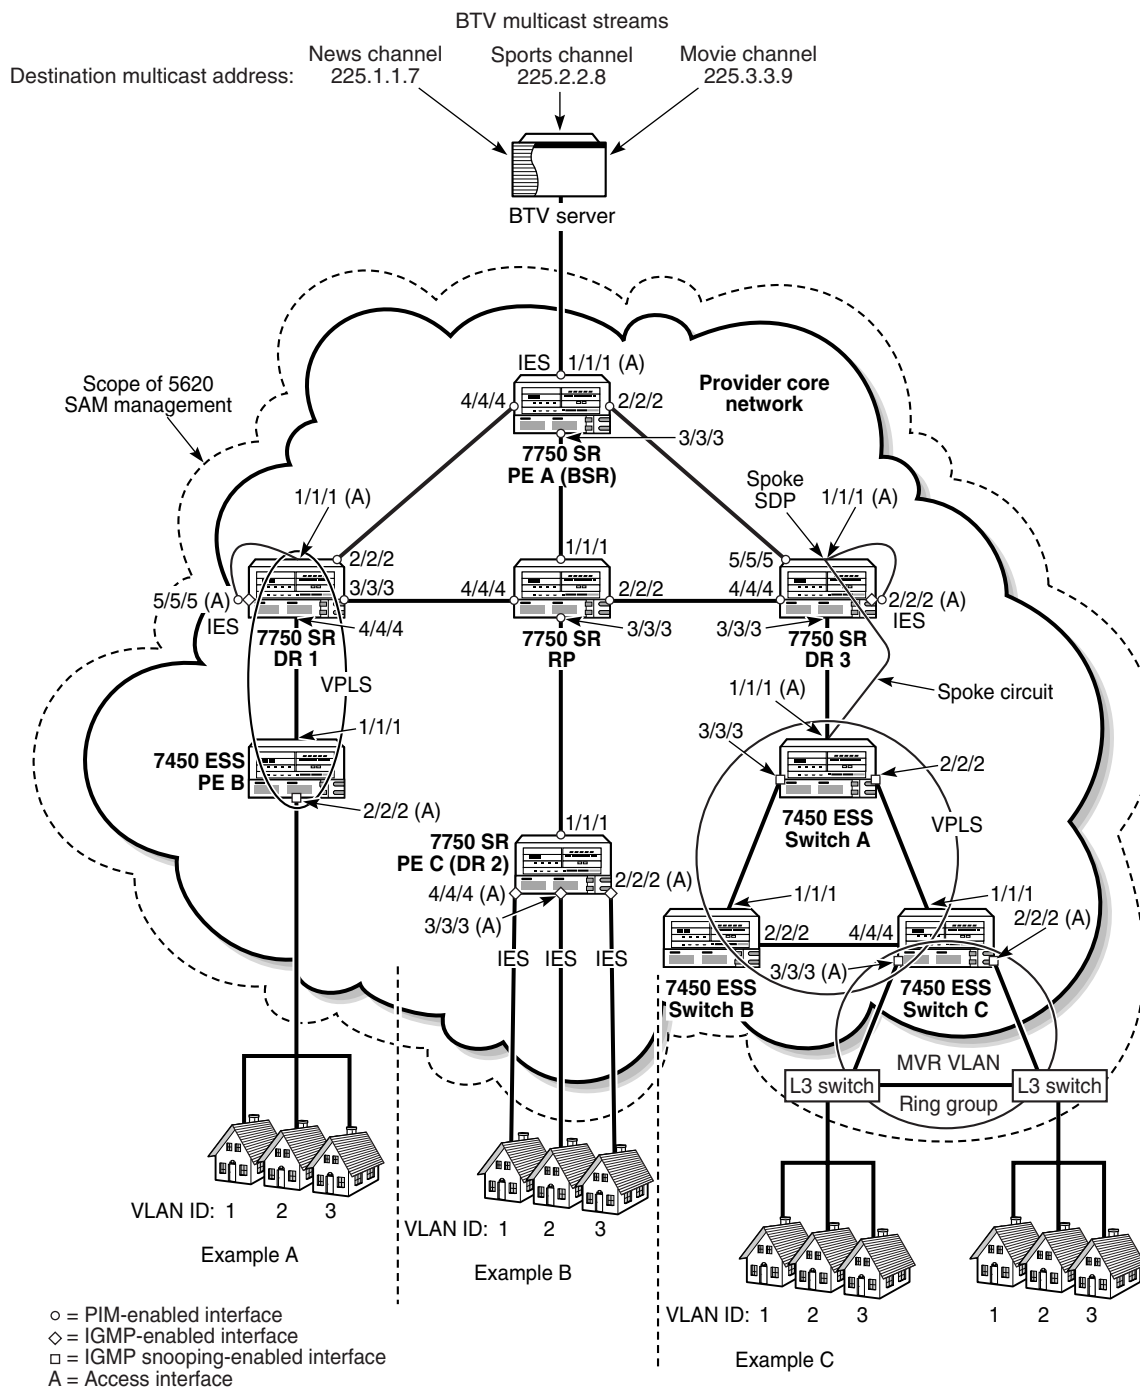 BTV multicast streams
News channel
Sports channel
Movie channel
Destination multicast address:
225.1.1.7
225.2.2.8
225.3.3.9
BTV server
IES
1/1/1 (A)
Scope of 5620
SAM management
Provider core
network
4/4/4
2/2/2
3/3/3
7750 SR
PE A (BSR)
Spoke
SDP
1/1/1 (A)
1/1/1 (A)
2/2/2
1/1/1
5/5/5
3/3/3
4/4/4
2/2/2
4/4/4
5/5/5 (A)
IES
2/2/2 (A)
IES
4/4/4
3/3/3
3/3/3
7750 SR
DR 1
7750 SR
RP
7750 SR
DR 3
VPLS
1/1/1 (A)
Spoke circuit
1/1/1
3/3/3
7450 ESS
PE B
2/2/2
2/2/2 (A)
7450 ESS
Switch A
VPLS
1/1/1
7750 SR
PE C (DR 2)
2/2/2 (A)
4/4/4 (A)
3/3/3 (A)
1/1/1
1/1/1
2/2/2 (A)
2/2/2
4/4/4
IES
IES
IES
3/3/3 (A)
7450 ESS
Switch B
7450 ESS
Switch C
MVR VLAN
L3 switch
L3 switch
Ring group
VLAN ID: 1 2 3
Example A
VLAN ID: 1 2 3
Example B
VLAN ID: 1 2 3
1 2 3
Example C
= PIM-enabled interface
= IGMP-enabled interface
= IGMP snooping-enabled interface
A = Access interface